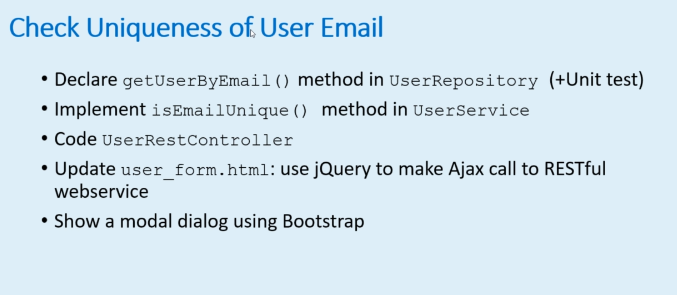 Check Uniqueness of User Email
• Declare getUserByEmail() method in UserRepository (+Unit test)
• Implement isEmailUnique() method in UserService
• Code UserRestController
• Update user_form.html: use jQuery to make Ajax call to RESTful
webservice
• Show a modal dialog using Bootstrap